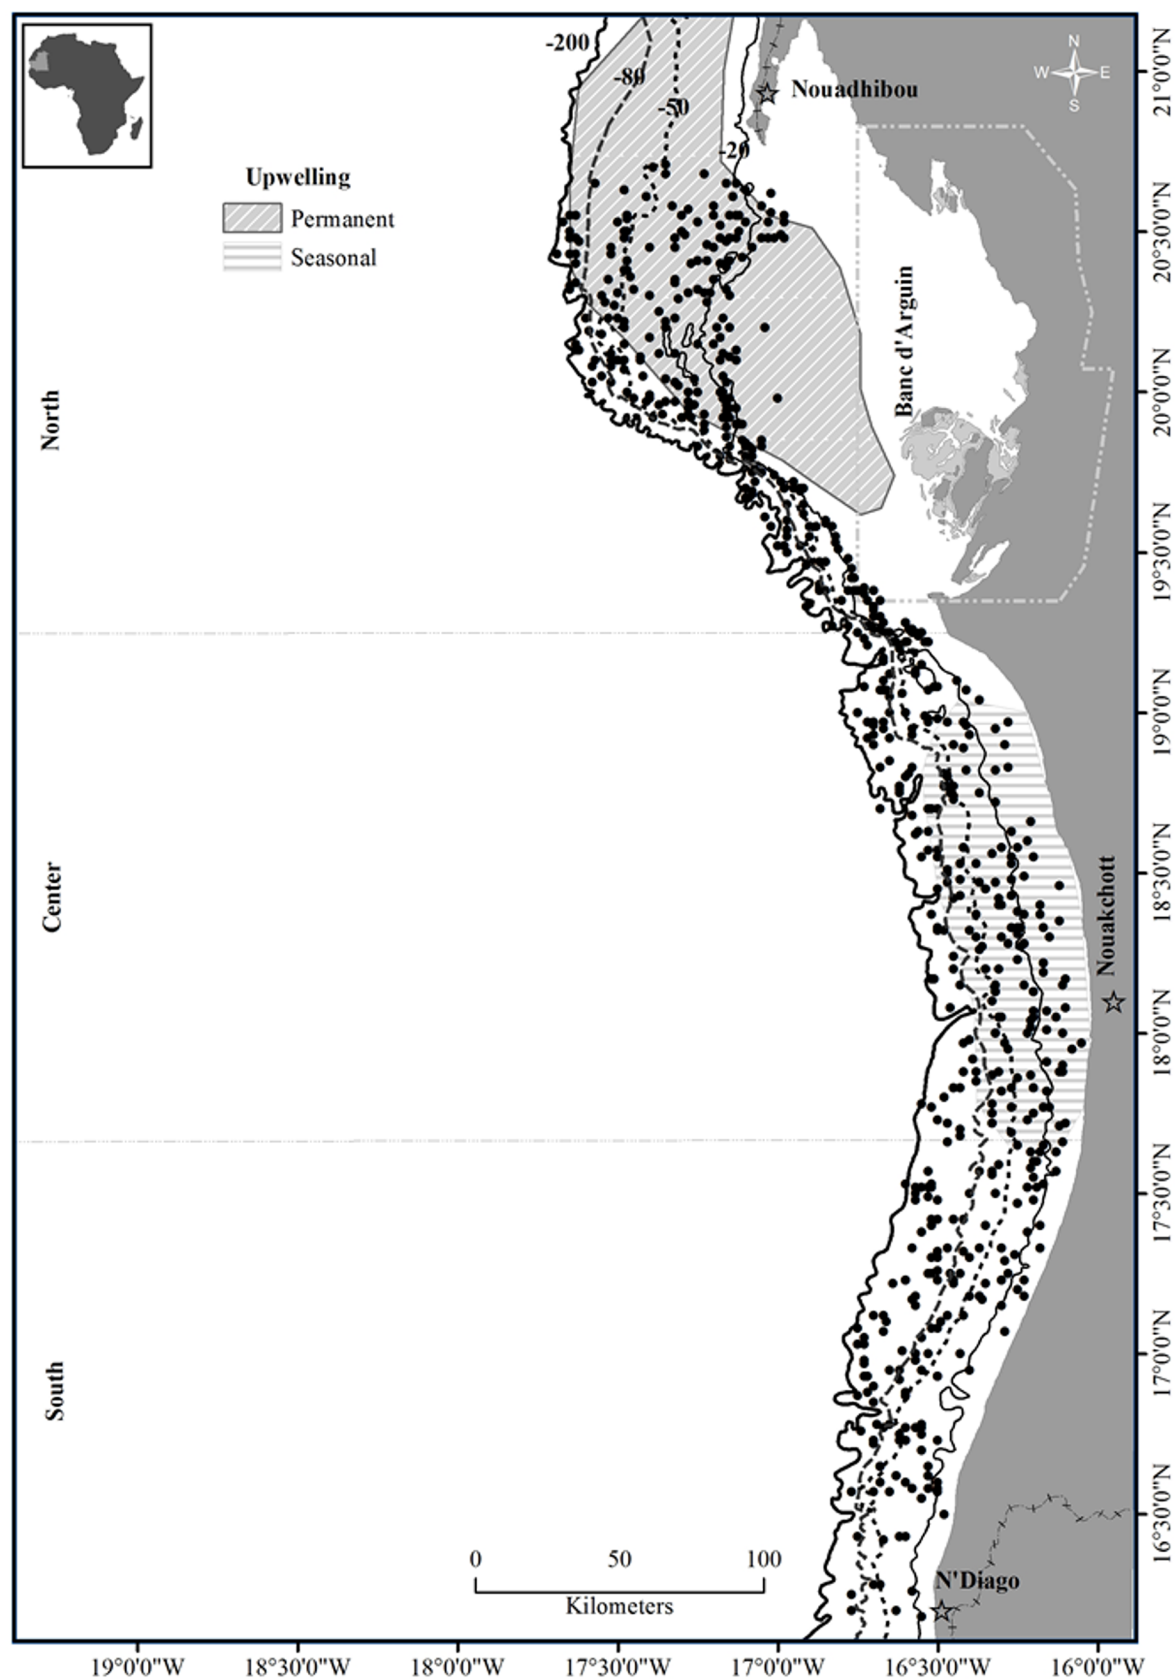 -200
-80
-50
-20
Nouadhibou
N
W E
S
Upwelling
Permanent
Seasonal
Banc d'Arguin
North
Center
South
Nouakchott
N'Diago
0 50 100
Kilometers
21°0'0"N
20°30'0"N
20°0'0"N
19°30'0"N
19°0'0"N
18°30'0"N
18°0'0"N
17°30'0"N
17°0'0"N
16°30'0"N
19°0'0"W 18°30'0"W 18°0'0"W 17°30'0"W 17°0'0"W 16°30'0"W 16°0'0"W